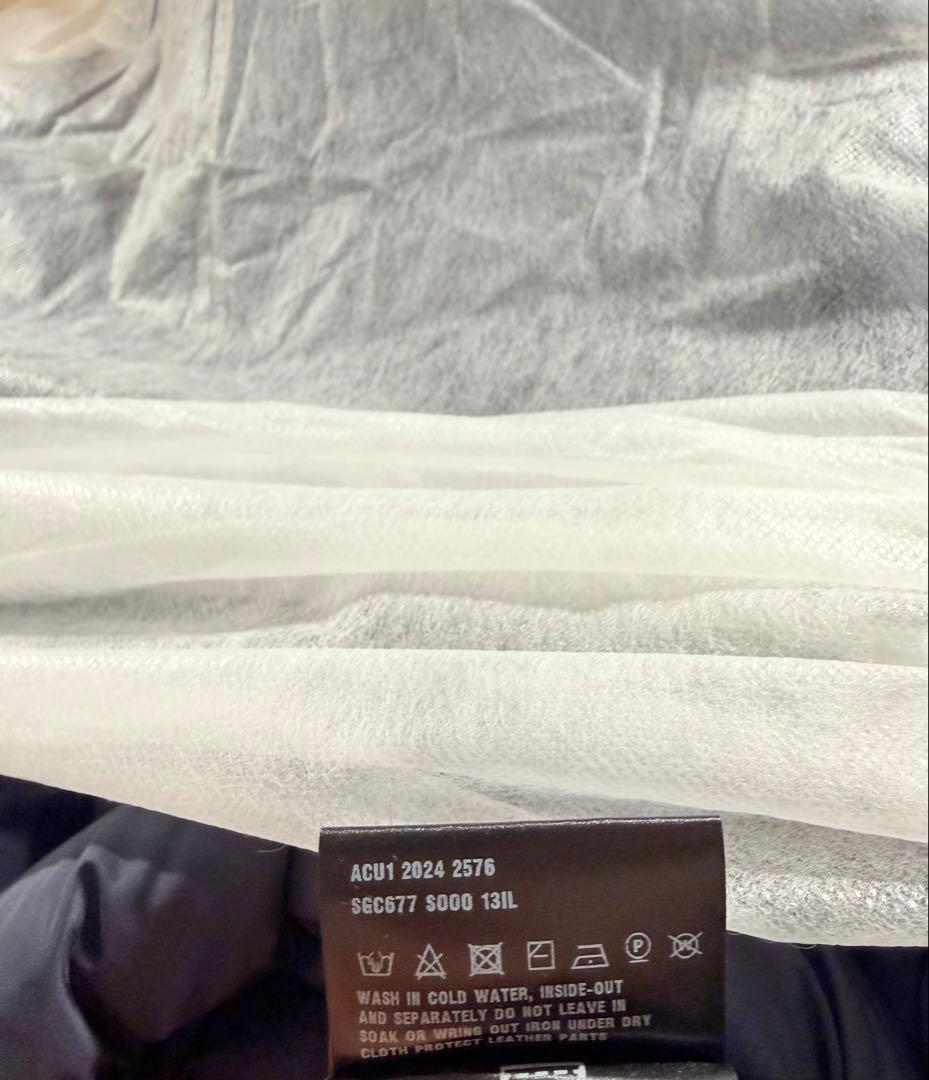 ACU1 2024 2576
SGC677 S000 13IL
P
WASH IN COLD WATER, INSIDE-OUT
AND SEPARATELY DO NOT LEAVE IN
SOAK OR WRING OUT IRON UNDER DRY
CLOTH PROTECT LEATHER PARTS